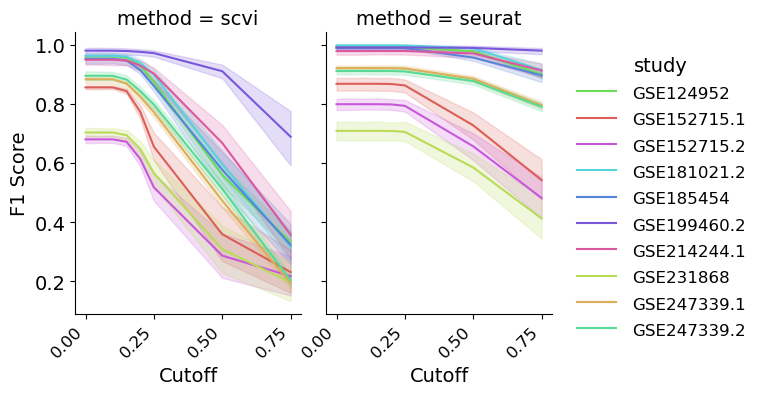 method = scvi
method = seurat
F1 Score
1.0
0.8
0.6
0.4
0.2
0.00
0.25
0.50
0.75
0.00
0.25
0.50
0.75
Cutoff
Cutoff
study
GSE124952
GSE152715.1
GSE152715.2
GSE181021.2
GSE185454
GSE199460.2
GSE214244.1
GSE231868
GSE247339.1
GSE247339.2